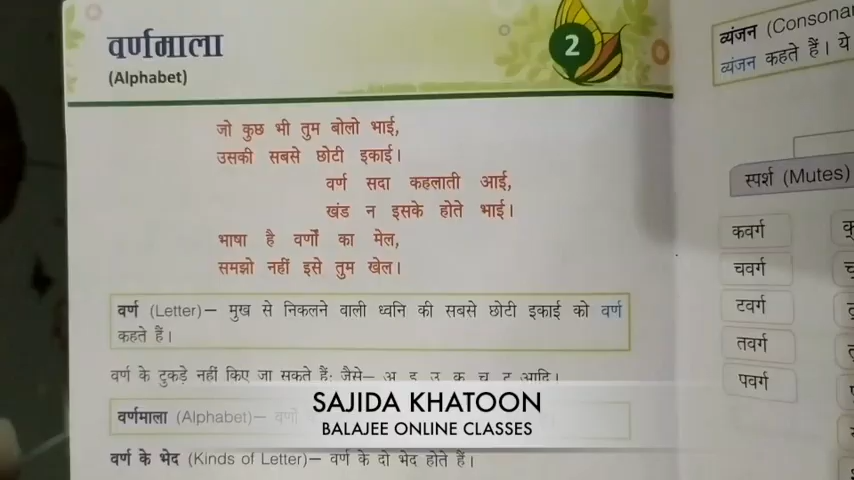 वर्णमाला
(Alphabet)
2
जो कुछ भी तुम बोलो भाई,
उसकी सबसे छोटी इकाई।
वर्ण सदा कहलाती आई,
खंड न इसके होते भाई।
भाषा है वर्णों का मेल,
समझो नहीं इसे तुम खेल।
वर्ण (Letter)– मुख से निकलने वाली ध्वनि की सबसे छोटी इकाई को वर्ण
कहते हैं।
वर्ण के टुकड़े नहीं किए जा सकते हैं; जैसे– अ, इ, उ, क, च, ट आदि।
वर्णमाला (Alphabet)– वर्णों
SAJIDA KHATOON
BALAJEE ONLINE CLASSES
वर्ण के भेद (Kinds of Letter)– वर्ण के दो भेद होते हैं।
व्यंजन
व्यंजन कहते हैं। ये
स्पर्श (Mutes)
कवर्ग
चवर्ग
टवर्ग
तवर्ग
पवर्ग